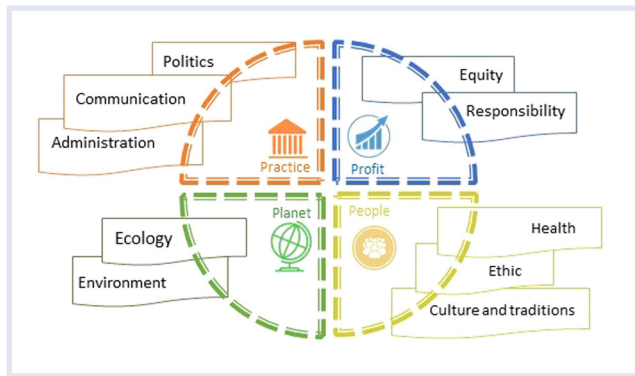 Politics
Communication
Administration
Practice
Equity
Responsibility
Profit
Planet
Ecology
Environment
People
Health
Ethic
Culture and traditions